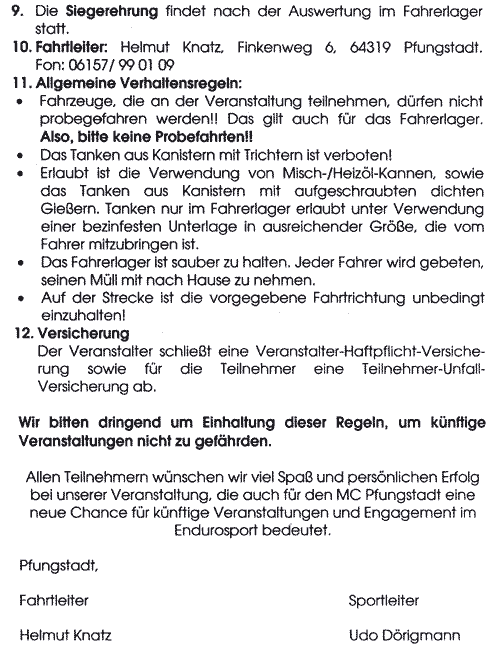 9. Die Siegerehrung findet nach der Auswertung im Fahrerlager
statt.
10. Fahrtleiter: Helmut Knatz, Finkenweg 6, 64319 Pfungstadt.
Fon: 06157/ 99 01 09
11. Allgemeine Verhaltensregeln:
• Fahrzeuge, die an der Veranstaltung teilnehmen, dürfen nicht
probegefahren werden!! Das gilt auch für das Fahrerlager.
Also, bitte keine Probefahrten!!
• Das Tanken aus Kanistern mit Trichtern ist verboten!
• Erlaubt ist die Verwendung von Misch-/Heizöl-Kannen, sowie
das Tanken aus Kanistern mit aufgeschraubten dichten
Gießern. Tanken nur im Fahrerlager erlaubt unter Verwendung
einer bezinfesten Unterlage in ausreichender Größe, die vom
Fahrer mitzubringen ist.
• Das Fahrerlager ist sauber zu halten. Jeder Fahrer wird gebeten,
seinen Müll mit nach Hause zu nehmen.
• Auf der Strecke ist die vorgegebene Fahrtrichtung unbedingt
einzuhalten!
12. Versicherung
Der Veranstalter schließt eine Veranstalter-Haftpflicht-Versiche-
rung sowie für die Teilnehmer eine Teilnehmer-Unfall-
Versicherung ab.
Wir bitten dringend um Einhaltung dieser Regeln, um künftige
Veranstaltungen nicht zu gefährden.
Allen Teilnehmern wünschen wir viel Spaß und persönlichen Erfolg
bei unserer Veranstaltung, die auch für den MC Pfungstadt eine
neue Chance für künftige Veranstaltungen und Engagement im
Endurosport bedeutet.
Pfungstadt,
Fahrtleiter Sportleiter
Helmut Knatz Udo Dörigmann